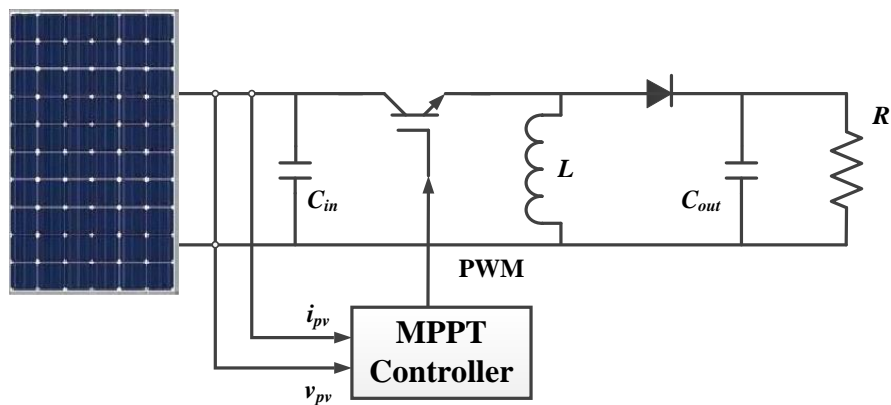 R
L
C_in
C_out
PWM
i_pv
MPPT
Controller
v_pv